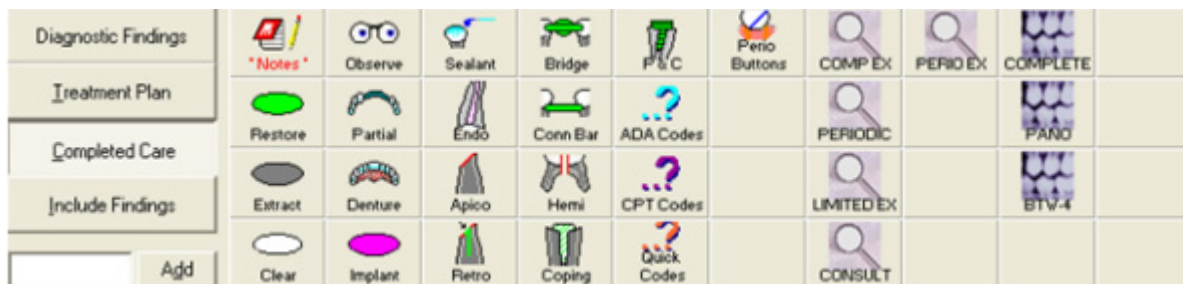 Diagnostic Findings
Treatment Plan
Completed Care
Include Findings
Add
"Notes" Observe Sealant Bridge P & C Perio Buttons COMP EX PERIO EX COMPLETE
Restore Partial Endo Conn Bar ADA Codes PERIODIC PANO
Extract Denture Apico Hemi CPT Codes LIMITED EX BTW-4
Clear Implant Retro Coping Quick Codes CONSULT